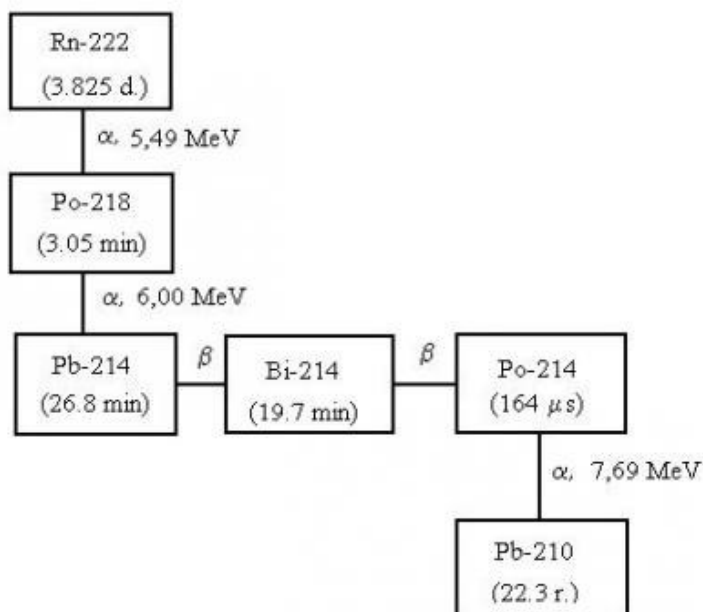 Rn-222
(3.825 d.)
α, 5,49 MeV
Po-218
(3.05 min)
α, 6,00 MeV
Pb-214
(26.8 min)
β
Bi-214
(19.7 min)
β
Po-214
(164 μs)
α, 7,69 MeV
Pb-210
(22.3 r.)